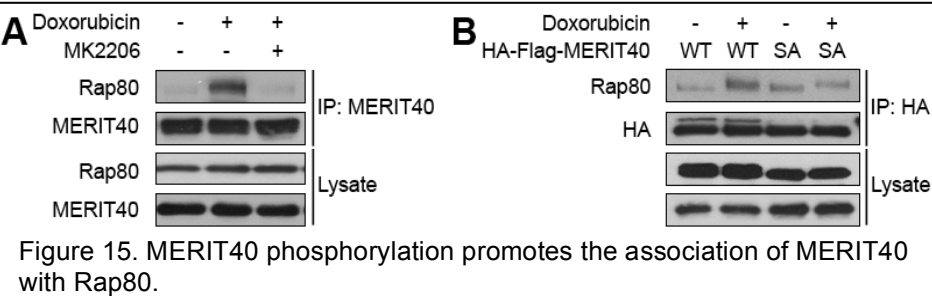 A
Doxorubicin - + +
MK2206 - - +
Rap80
MERIT40
IP: MERIT40
Rap80
MERIT40
Lysate
B
Doxorubicin - + - +
HA-Flag-MERIT40 WT WT SA SA
Rap80
HA
IP: HA
Lysate
Figure 15. MERIT40 phosphorylation promotes the association of MERIT40
with Rap80.